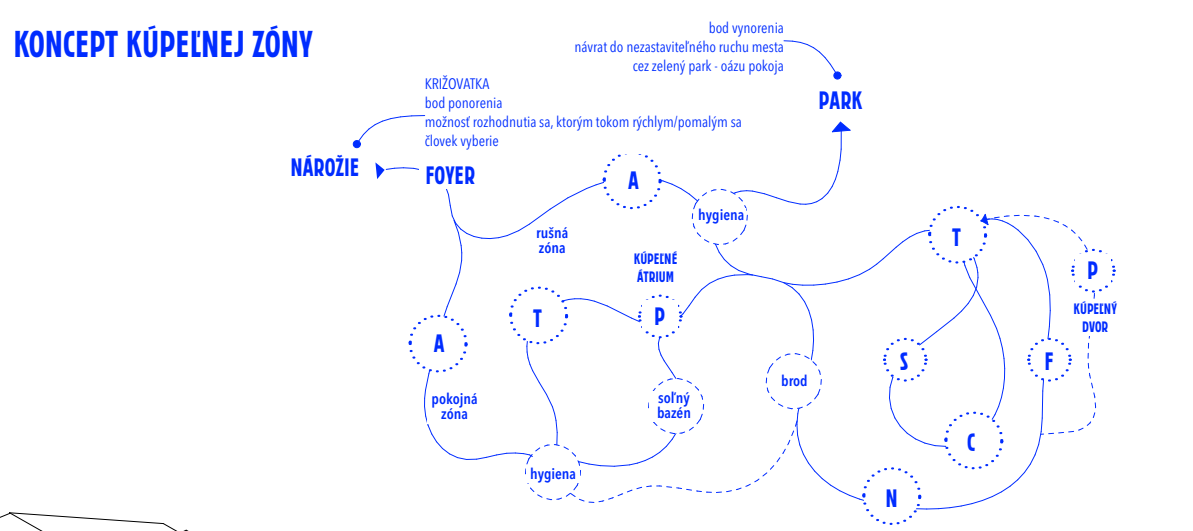 KONCEPT KÚPEĽNEJ ZÓNY
bod vynorenia
návrat do nezastaviteľného ruchu mesta
cez zelený park - oázu pokoja
PARK
KRIŽOVATKA
bod ponorenia
možnosť rozhodnutia sa, ktorým tokom rýchlym/pomalým sa
človek vyberie
NÁROŽIE
FOYER
A
hygiena
rušná
zóna
T
KÚPEĽNÉ
ÁTRIUM
P
KÚPEĽNÝ
DVOR
T
P
A
S
F
brod
pokojná
zóna
soľný
bazén
C
hygiena
N